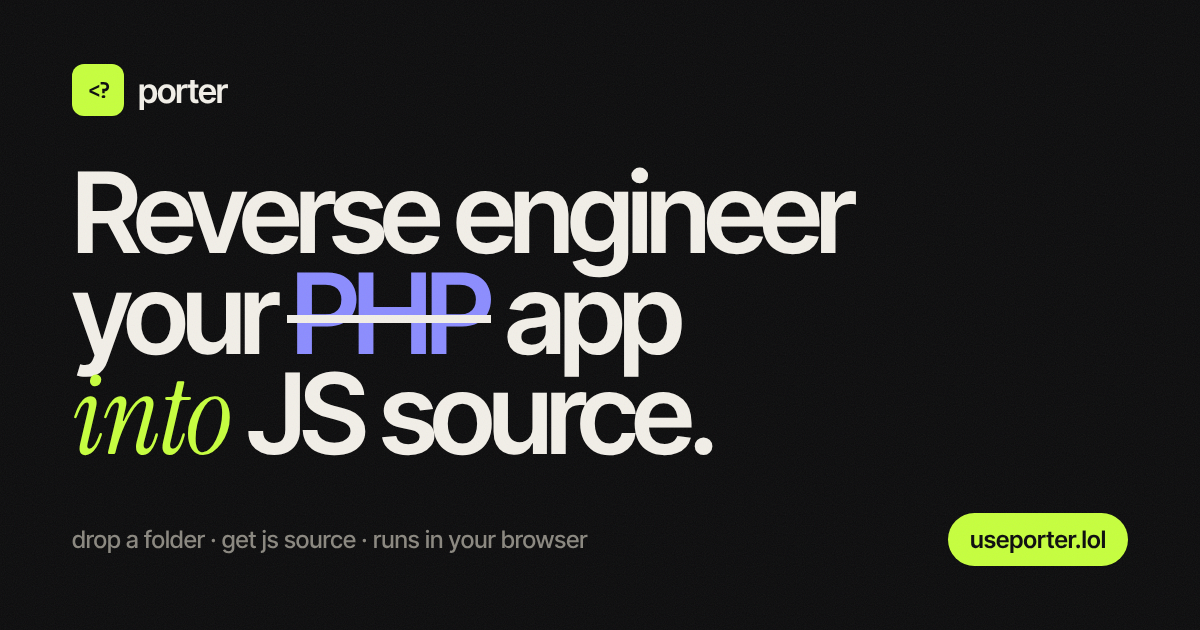 <? porter
Reverse engineer
your PHP app
into JS source.
drop a folder · get js source · runs in your browser
useporter.lol